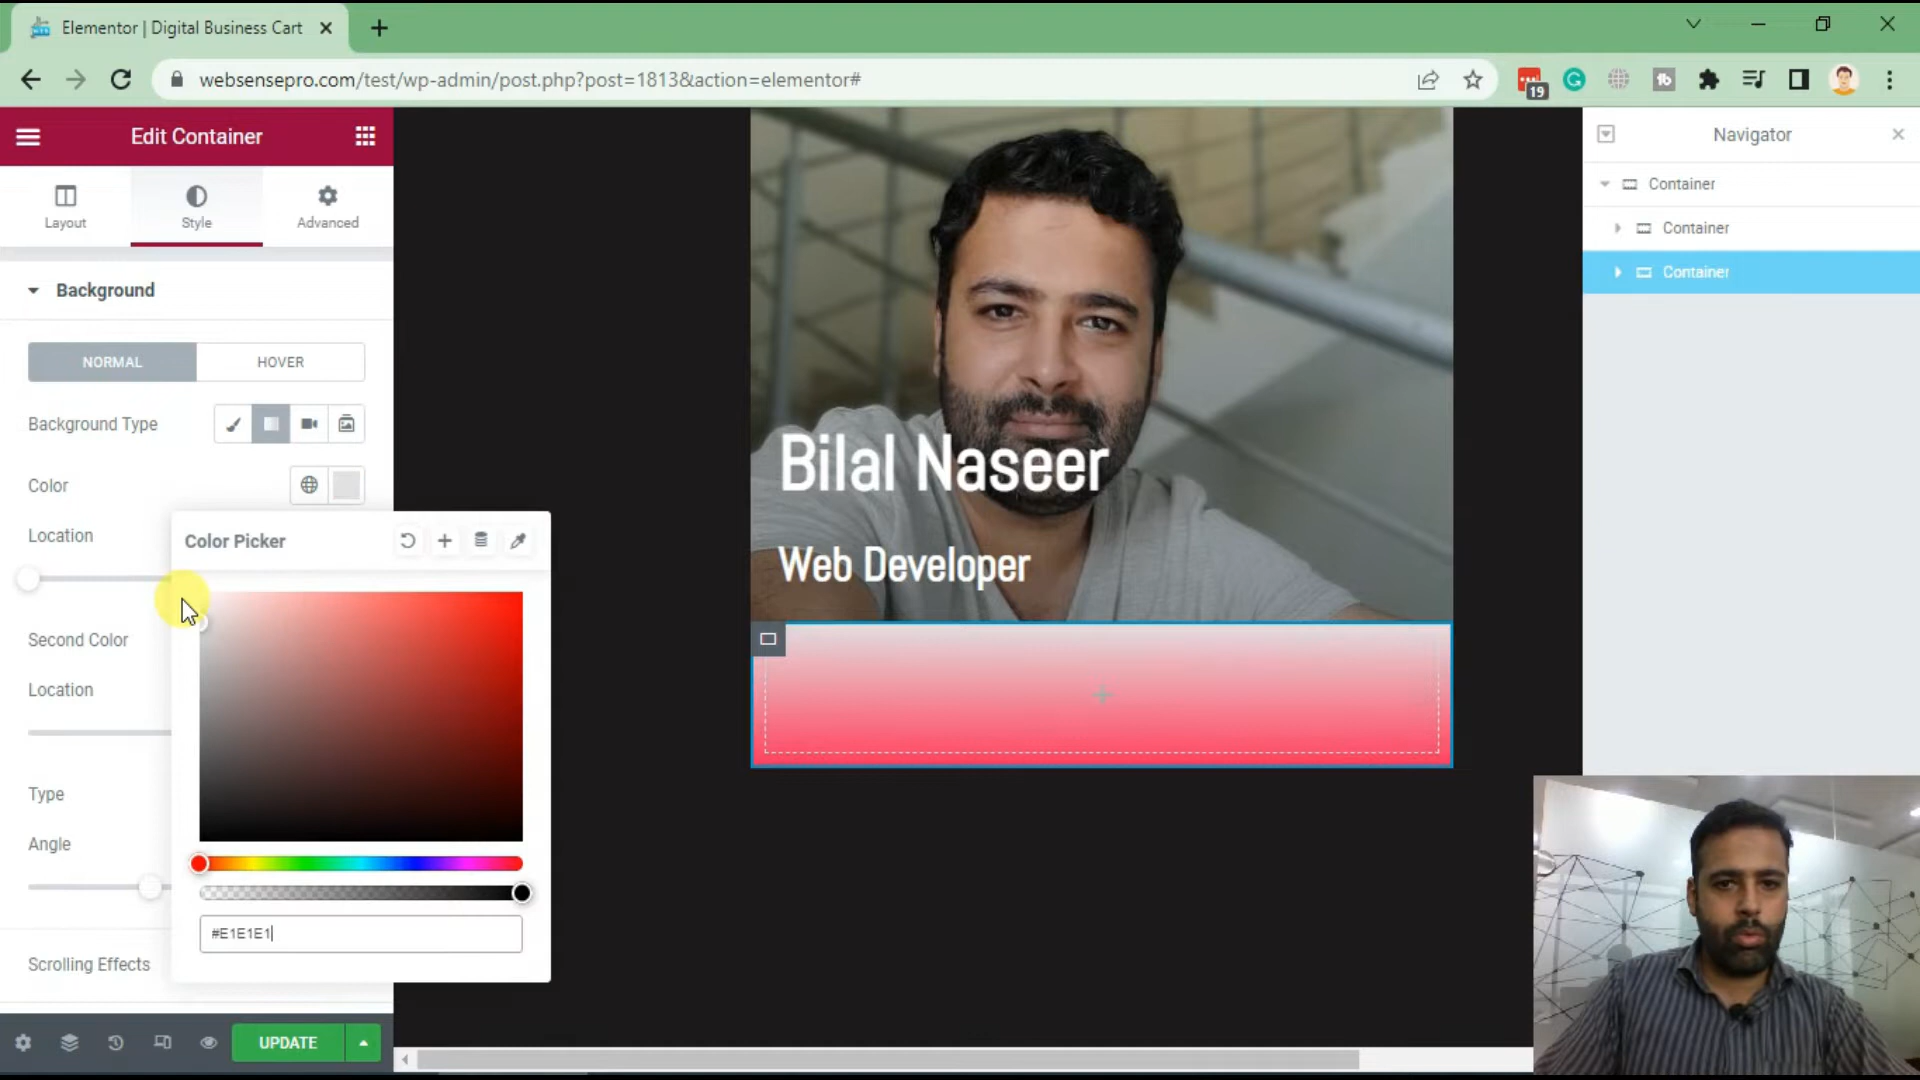 Elementor | Digital Business Cart
websensepro.com/test/wp-admin/post.php?post=1813&action=elementor#
19
Edit Container
Layout
Style
Advanced
Background
NORMAL
HOVER
Background Type
Color
Location
Color Picker
Second Color
Location
Type
Angle
#E1E1E1
Scrolling Effects
UPDATE
Bilal Naseer
Web Developer
Navigator
Container
Container
Container